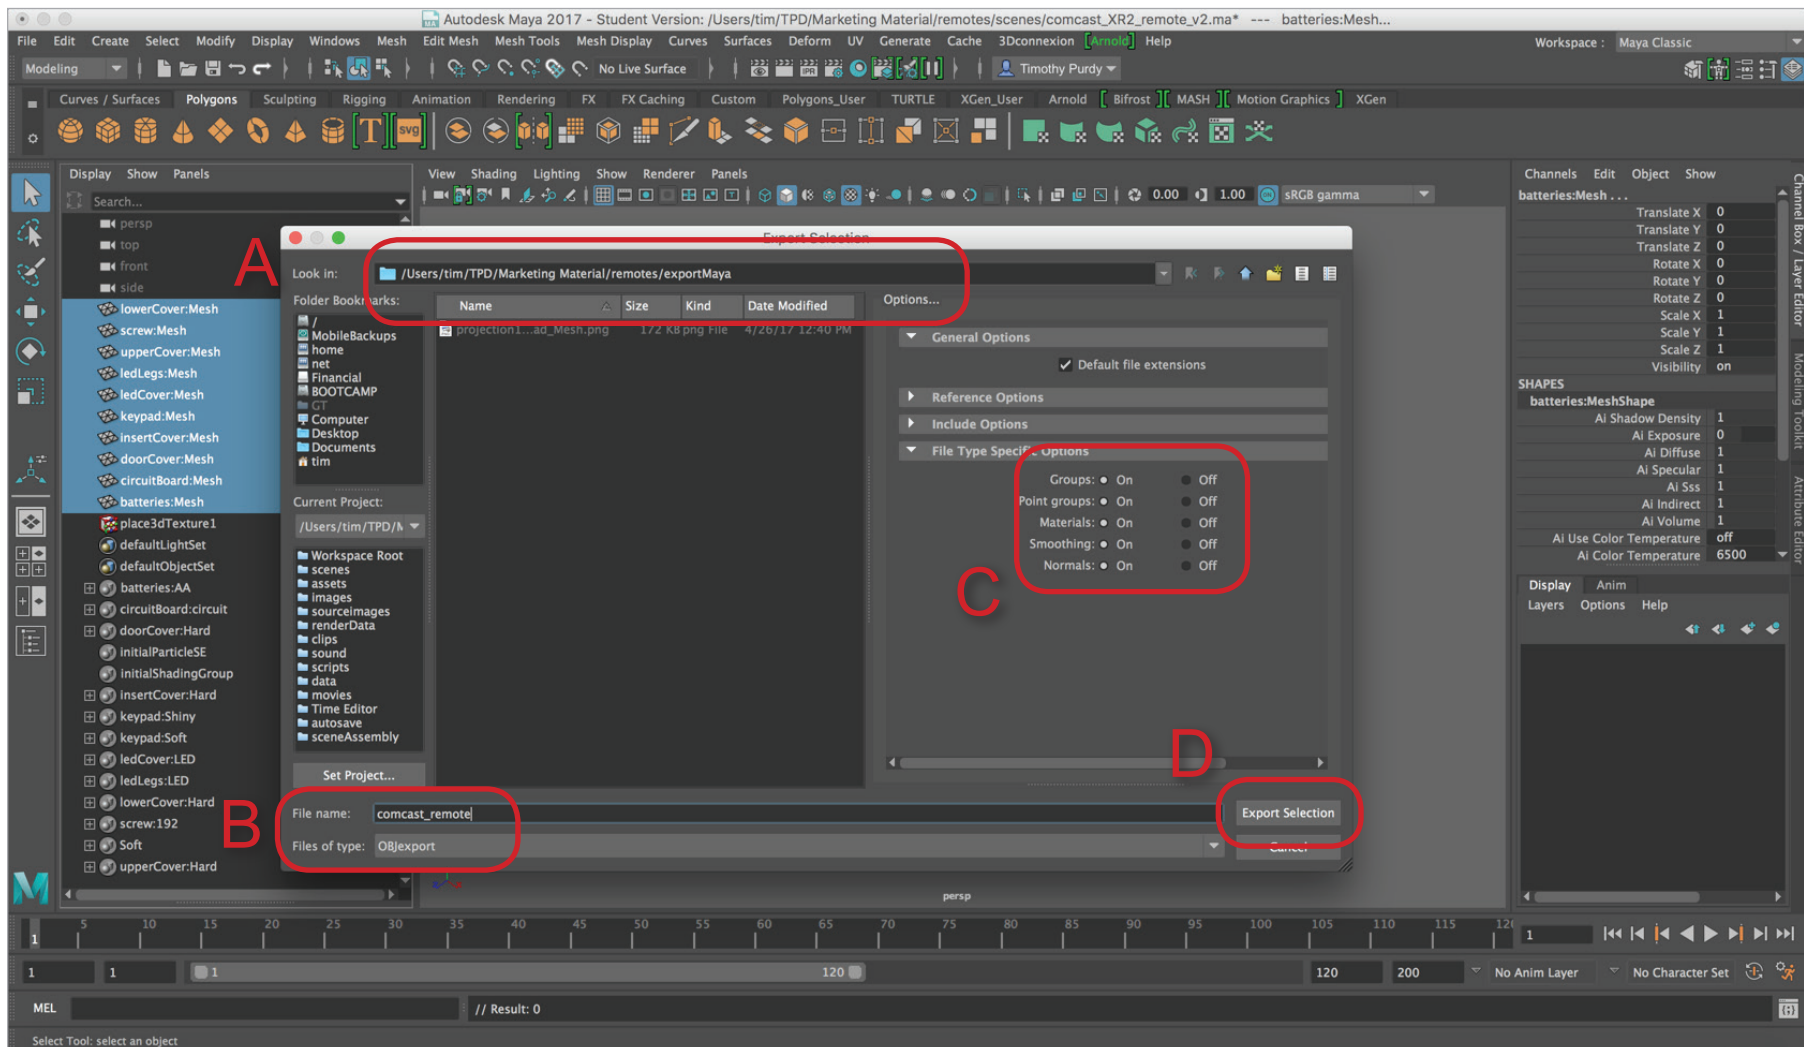 Autodesk Maya 2017 - Student Version: /Users/tim/TPD/Marketing Material/remotes/scenes/comcast_XR2_remote_v2.ma* --- batteries:Mesh...
File Edit Create Select Modify Display Windows Mesh Edit Mesh Mesh Tools Mesh Display Curves Surfaces Deform UV Generate Cache 3Dconnexion [Arnold] Help Workspace : Maya Classic
Modeling No Live Surface IPR Timothy Purdy
Curves / Surfaces Polygons Sculpting Rigging Animation Rendering FX FX Caching Custom Polygons_User TURTLE XGen_User Arnold [ Bifrost ][ MASH ][ Motion Graphics ] XGen
T svg
Display Show Panels
Search...
persp
top
front
side
lowerCover:Mesh
screw:Mesh
upperCover:Mesh
ledLegs:Mesh
ledCover:Mesh
keypad:Mesh
insertCover:Mesh
doorCover:Mesh
circuitBoard:Mesh
batteries:Mesh
place3dTexture1
defaultLightSet
defaultObjectSet
batteries:AA
circuitBoard:circuit
doorCover:Hard
initialParticleSE
initialShadingGroup
insertCover:Hard
keypad:Shiny
keypad:Soft
ledCover:LED
ledLegs:LED
lowerCover:Hard
screw:192
Soft
upperCover:Hard
View Shading Lighting Show Renderer Panels
0.00 1.00 sRGB gamma
Export Selection
A
Look in: /Users/tim/TPD/Marketing Material/remotes/exportMaya
Folder Bookmarks:
/
MobileBackups
home
net
Financial
BOOTCAMP
GT
Computer
Desktop
Documents
tim
Current Project:
/Users/tim/TPD/M
Workspace Root
scenes
assets
images
sourceimages
renderData
clips
sound
scripts
data
movies
Time Editor
autosave
sceneAssembly
Set Project...
Name Size Kind Date Modified
projection1...ad_Mesh.png 172 KB png File 4/26/17 12:40 PM
Options...
General Options
Default file extensions
Reference Options
Include Options
File Type Specific Options
Groups: On Off
Point groups: On Off
Materials: On Off
Smoothing: On Off
Normals: On Off
C
D
B
File name: comcast_remote
Files of type: OBJexport
Export Selection
Cancel
persp
Channels Edit Object Show
batteries:Mesh . . .
Translate X 0
Translate Y 0
Translate Z 0
Rotate X 0
Rotate Y 0
Rotate Z 0
Scale X 1
Scale Y 1
Scale Z 1
Visibility on
SHAPES
batteries:MeshShape
Ai Shadow Density 1
Ai Exposure 0
Ai Diffuse 1
Ai Specular 1
Ai Sss 1
Ai Indirect 1
Ai Volume 1
Ai Use Color Temperature off
Ai Color Temperature 6500
Display Anim
Layers Options Help
Channel Box / Layer Editor
Modeling Toolkit
Attribute Editor
5 10 15 20 25 30 35 40 45 50 55 60 65 70 75 80 85 90 95 100 105 110 115 12
1 1
1 1 1 120 120 200 No Anim Layer No Character Set
MEL // Result: 0
Select Tool: select an object